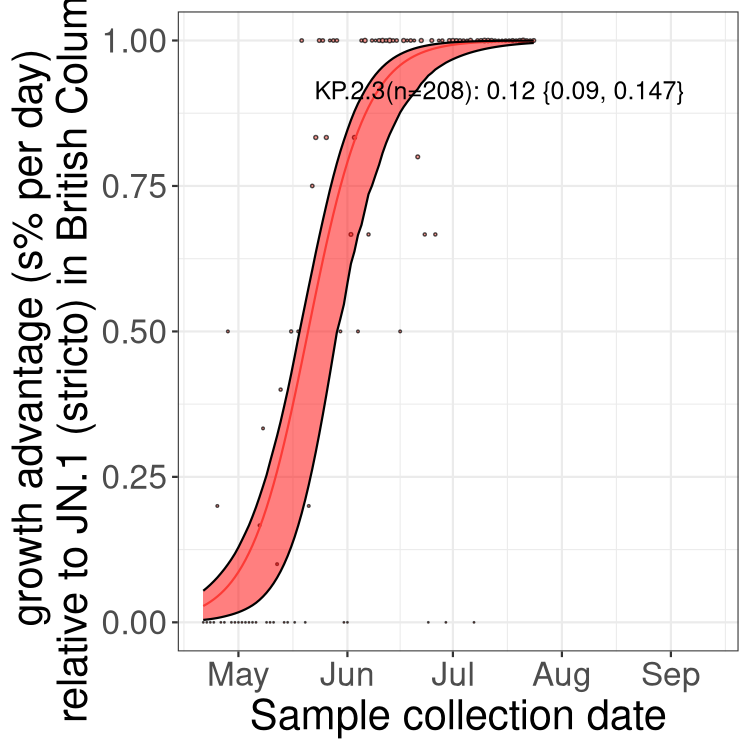 growth advantage (s% per day)
relative to JN.1 (stricto) in British Colum
1.00
0.75
0.50
0.25
0.00
KP.2.3(n=208): 0.12 {0.09, 0.147}
May Jun Jul Aug Sep
Sample collection date